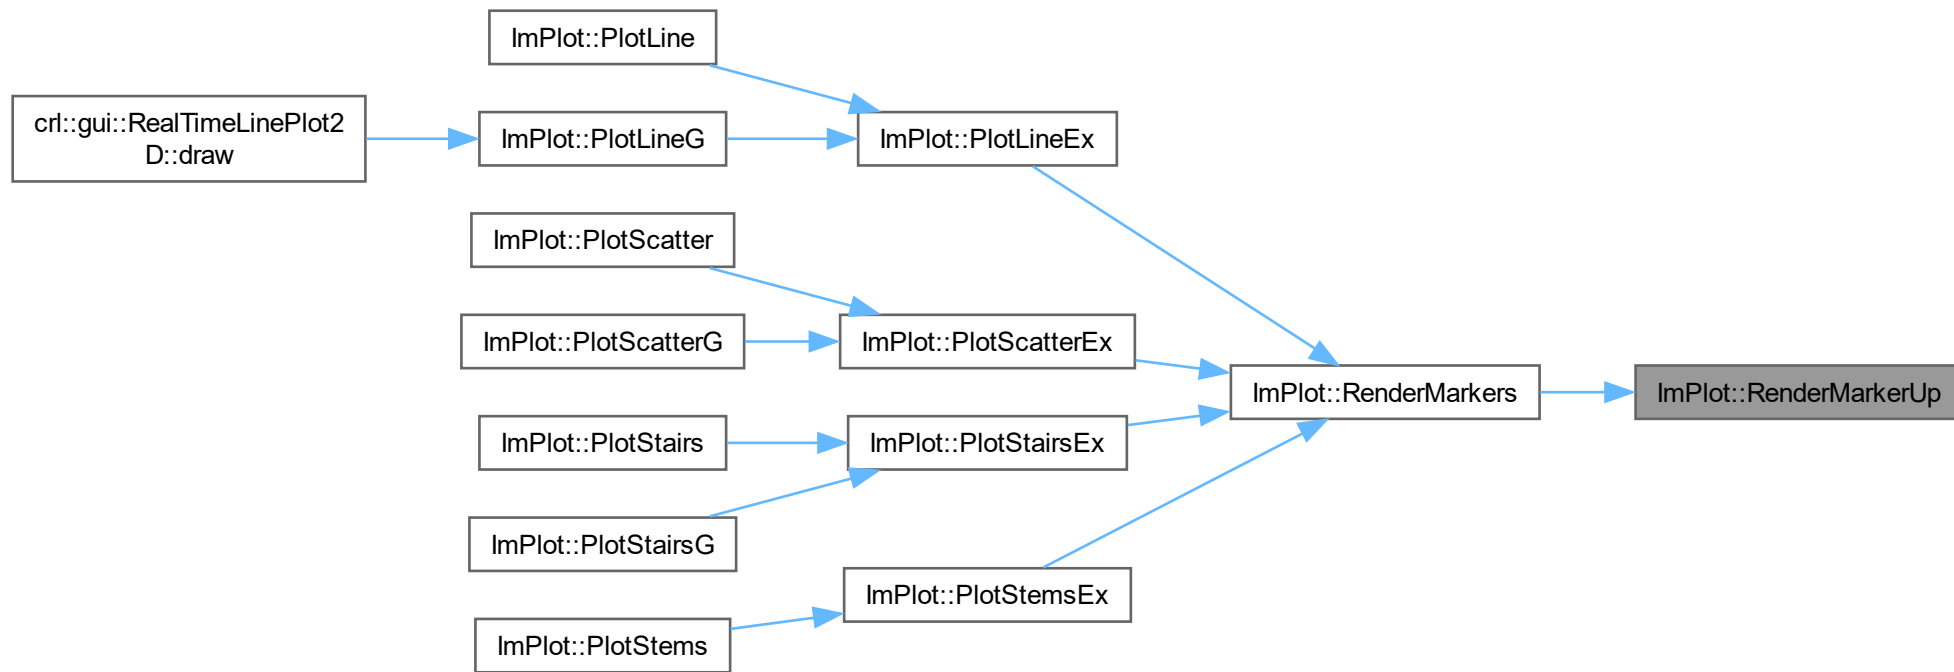 ImPlot::PlotLine
crl::gui::RealTimeLinePlot2
D::draw
ImPlot::PlotLineG
ImPlot::PlotLineEx
ImPlot::PlotScatter
ImPlot::PlotScatterG
ImPlot::PlotScatterEx
ImPlot::RenderMarkers
ImPlot::RenderMarkerUp
ImPlot::PlotStairs
ImPlot::PlotStairsEx
ImPlot::PlotStairsG
ImPlot::PlotStemsEx
ImPlot::PlotStems